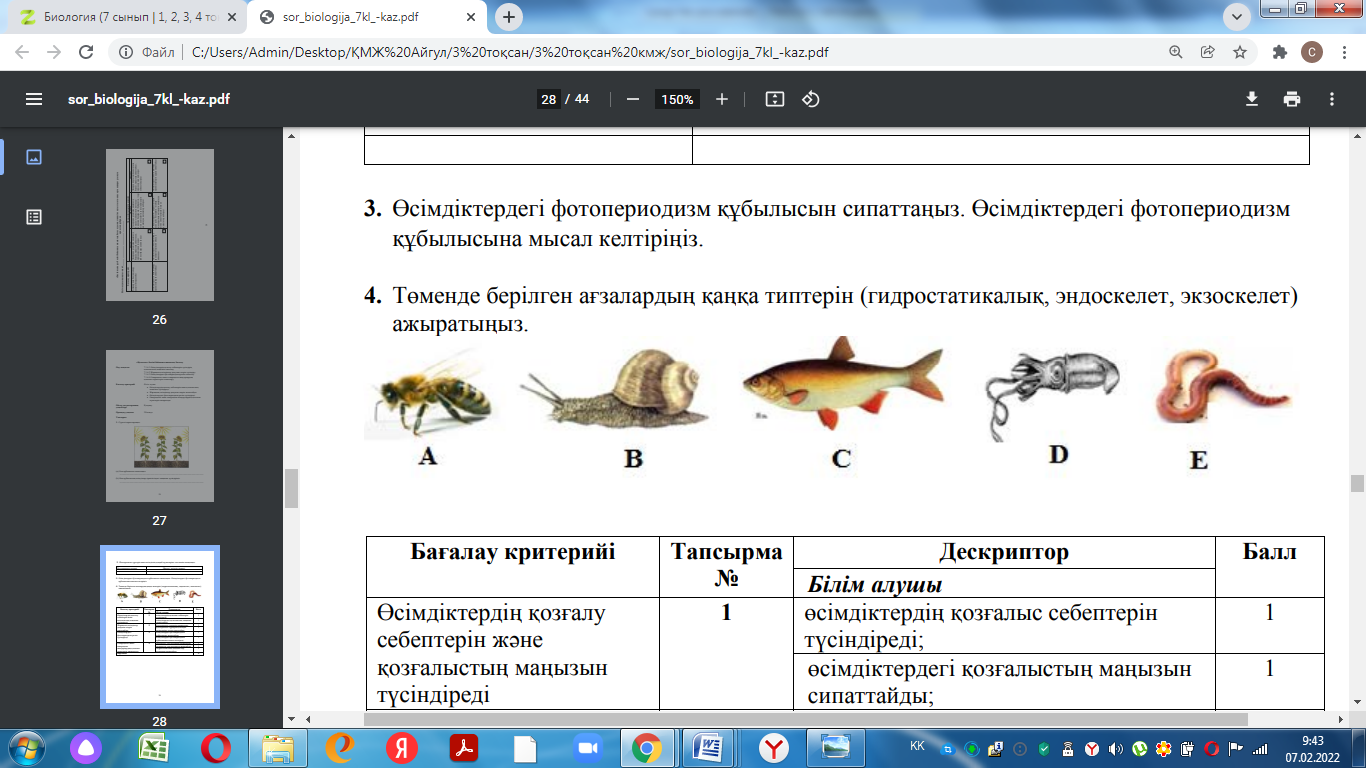 Биология (7 сынып | 1, 2, 3, 4 то
sor_biologija_7kl_-kaz.pdf
Файл
C:/Users/Admin/Desktop/ҚМЖ%20Айгул/3%20тоқсан/3%20тоқсан%20кмж/sor_biologija_7kl_-kaz.pdf
C
sor_biologija_7kl_-kaz.pdf
28 / 44
150%
26
27
28
3. Өсімдіктердегі фотопериодизм құбылысын сипаттаңыз. Өсімдіктердегі фотопериодизм
құбылысына мысал келтіріңіз.
4. Төменде берілген ағзалардың қаңқа типтерін (гидростатикалық, эндоскелет, экзоскелет)
ажыратыңыз.
A
B
C
D
E
Бағалау критерийі
Тапсырма
№
Дескриптор
Балл
Білім алушы
Өсімдіктердің қозғалу
себептерін және
қозғалыстың маңызын
түсіндіреді
1
өсімдіктердің қозғалыс себептерін
түсіндіреді;
1
өсімдіктердегі қозғалыстың маңызын
сипаттайды;
1
KK
9:43
07.02.2022